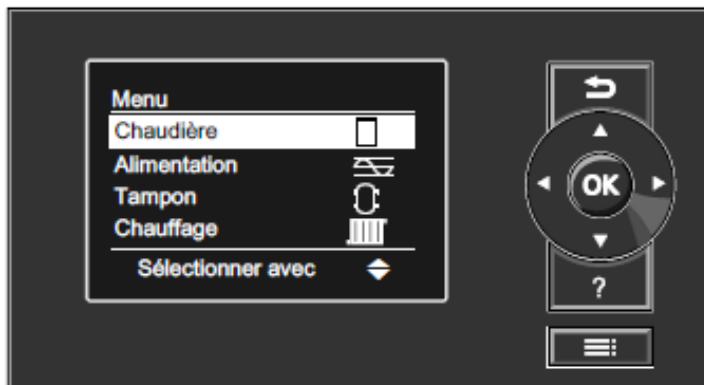 Menu
Chaudière
Alimentation
Tampon
Chauffage
Sélectionner avec
OK
?